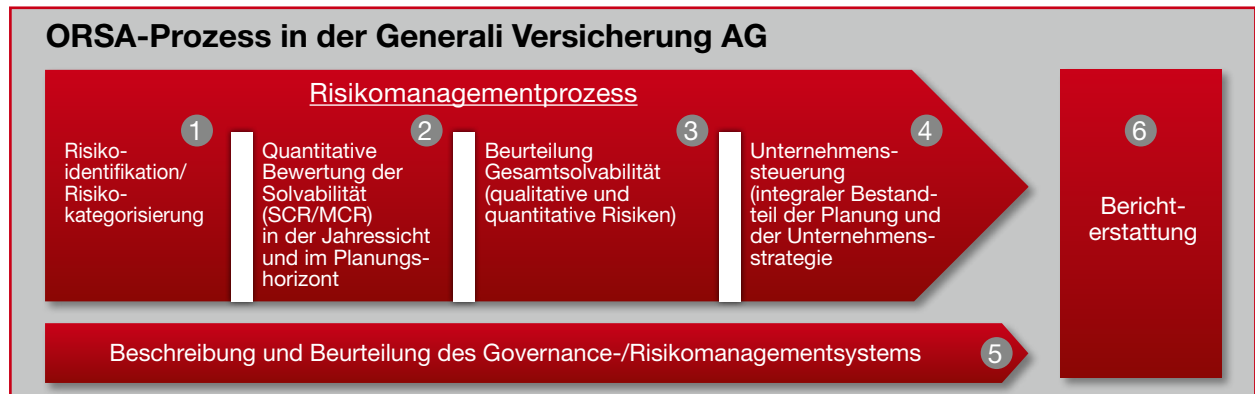 ORSA-Prozess in der Generali Versicherung AG
Risikomanagementprozess
1
Risiko-
identifikation/
Risiko-
kategorisierung
2
Quantitative
Bewertung der
Solvabilität
(SCR/MCR)
in der Jahressicht
und im Planungs-
horizont
3
Beurteilung
Gesamtsolvabilität
(qualitative und
quantitative Risiken)
4
Unternehmens-
steuerung
(integraler Bestand-
teil der Planung und
der Unternehmens-
strategie
Beschreibung und Beurteilung des Governance-/Risikomanagementsystems
5
6
Bericht-
erstattung